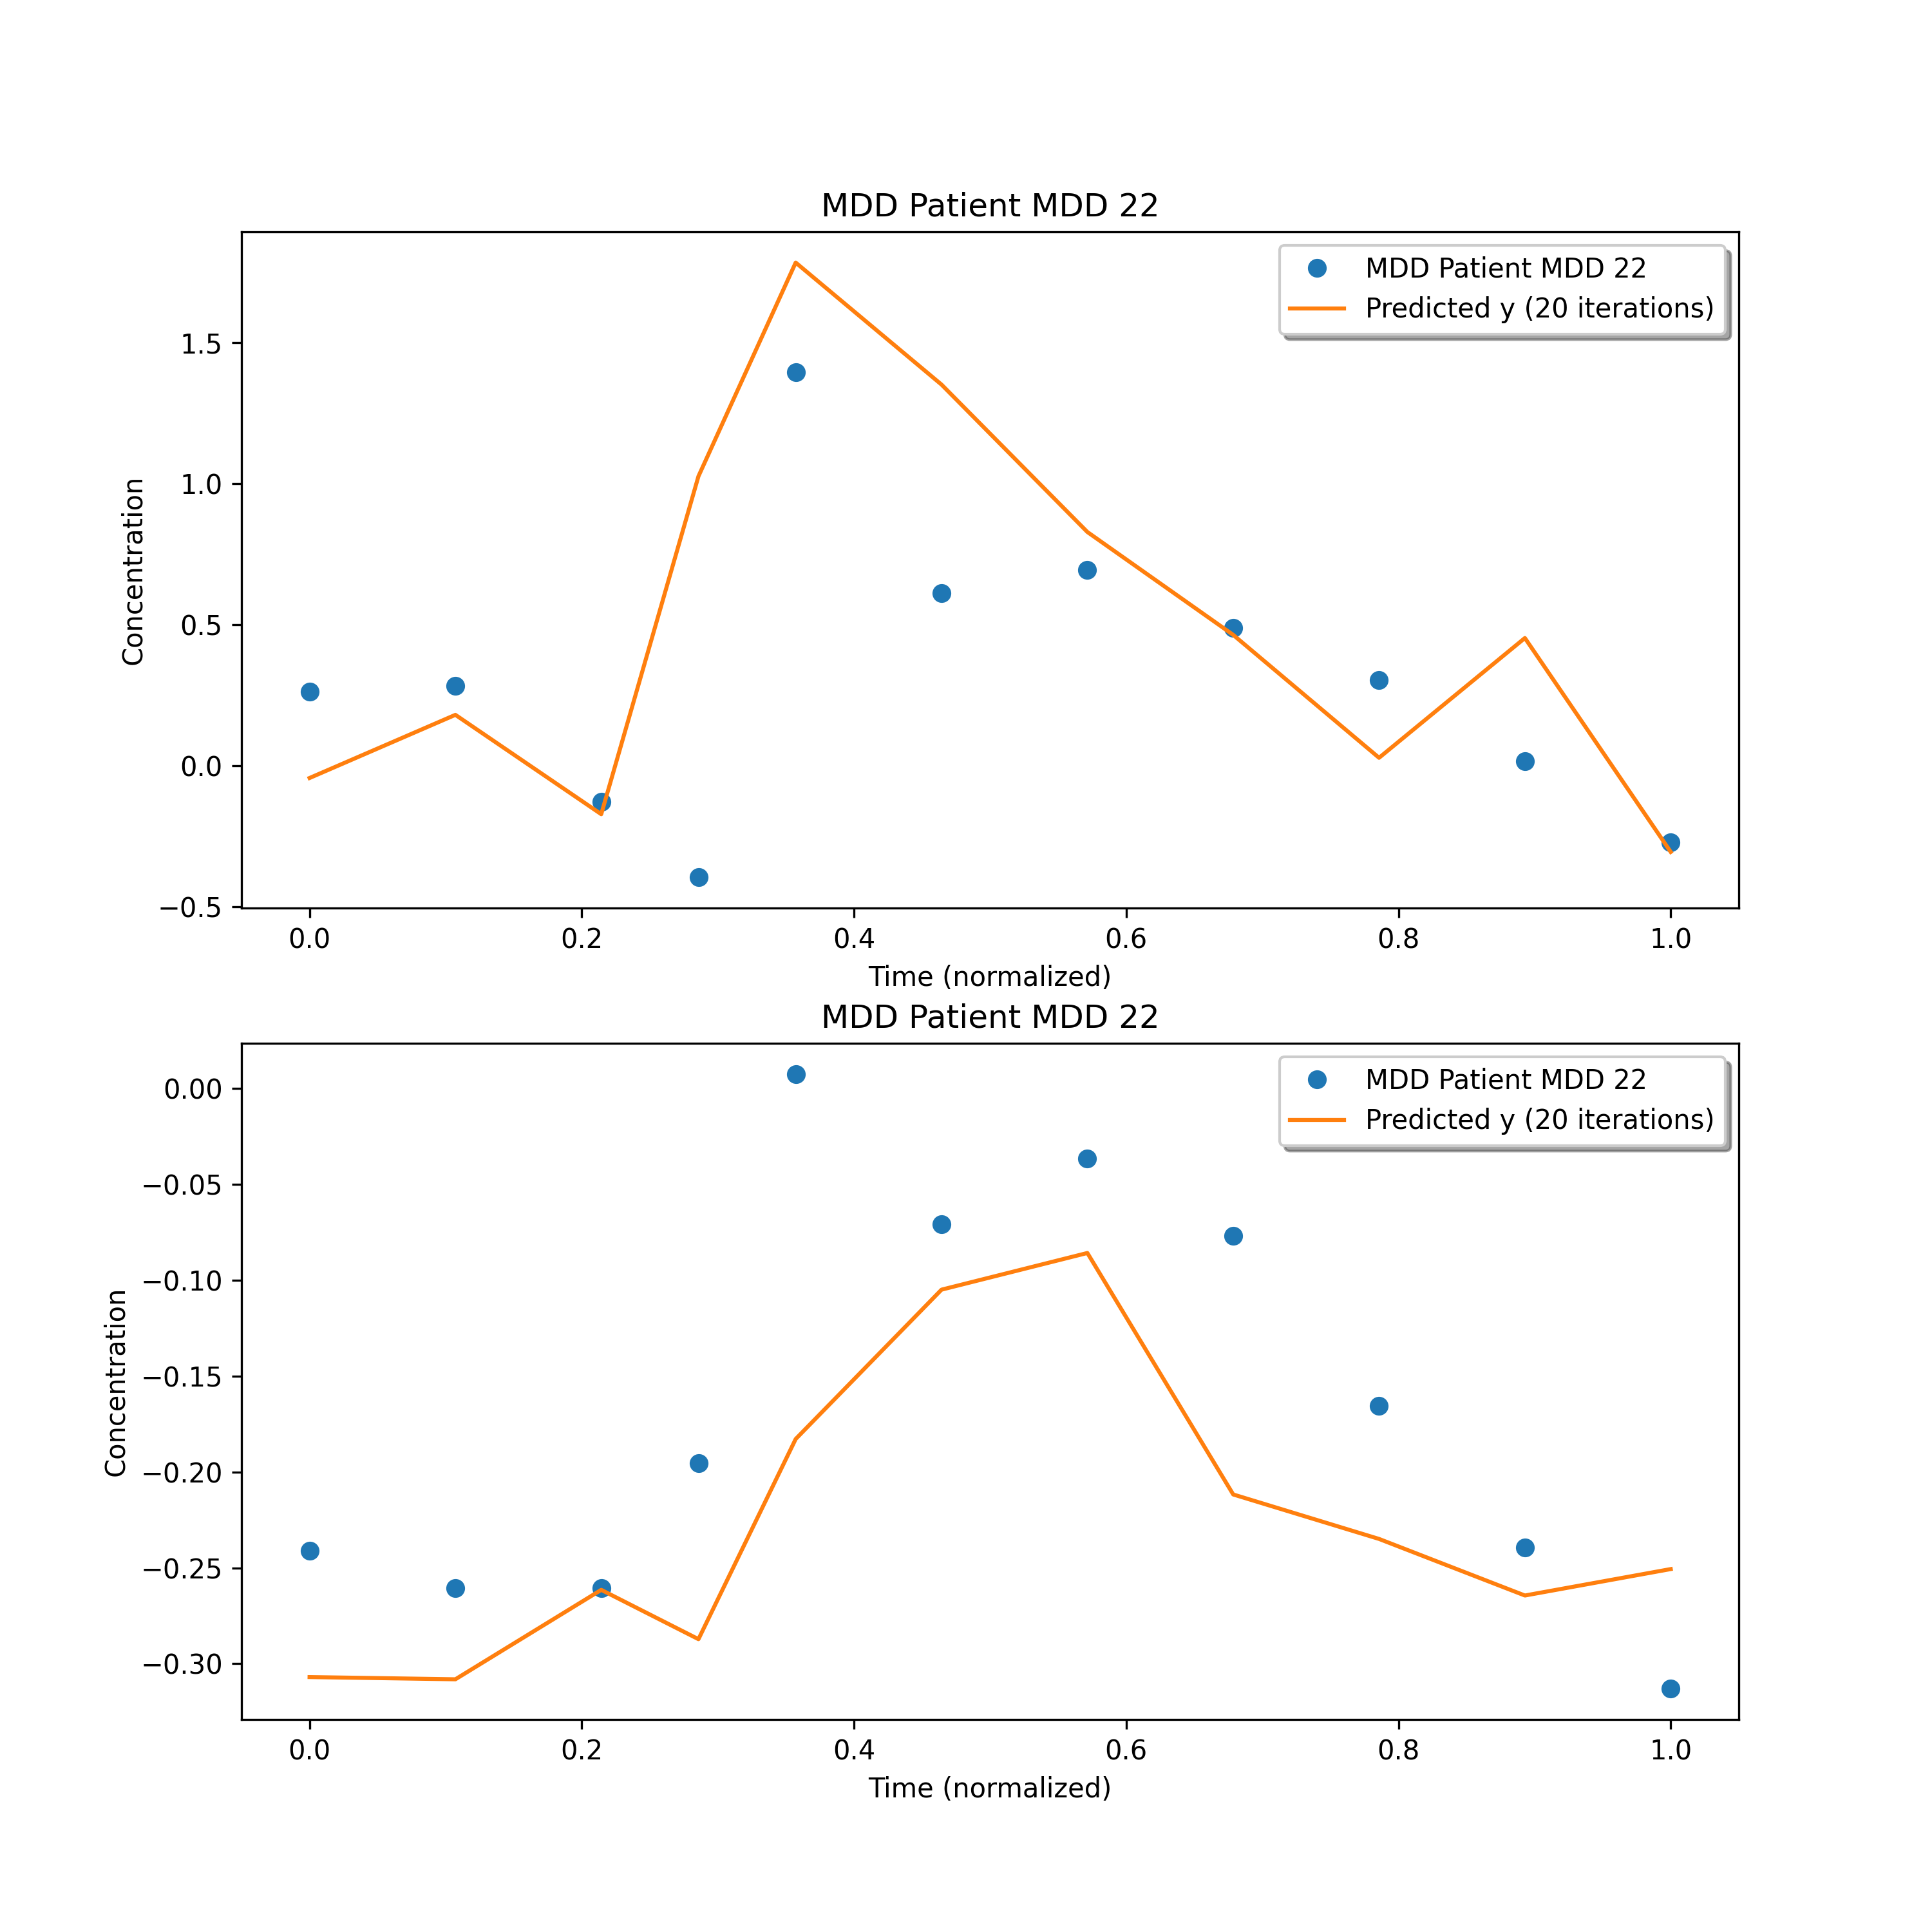 MDD Patient MDD 22
MDD Patient MDD 22
Predicted y (20 iterations)
Concentration
1.5
1.0
0.5
0.0
−0.5
0.0 0.2 0.4 0.6 0.8 1.0
Time (normalized)
MDD Patient MDD 22
MDD Patient MDD 22
Predicted y (20 iterations)
Concentration
0.00
−0.05
−0.10
−0.15
−0.20
−0.25
−0.30
0.0 0.2 0.4 0.6 0.8 1.0
Time (normalized)